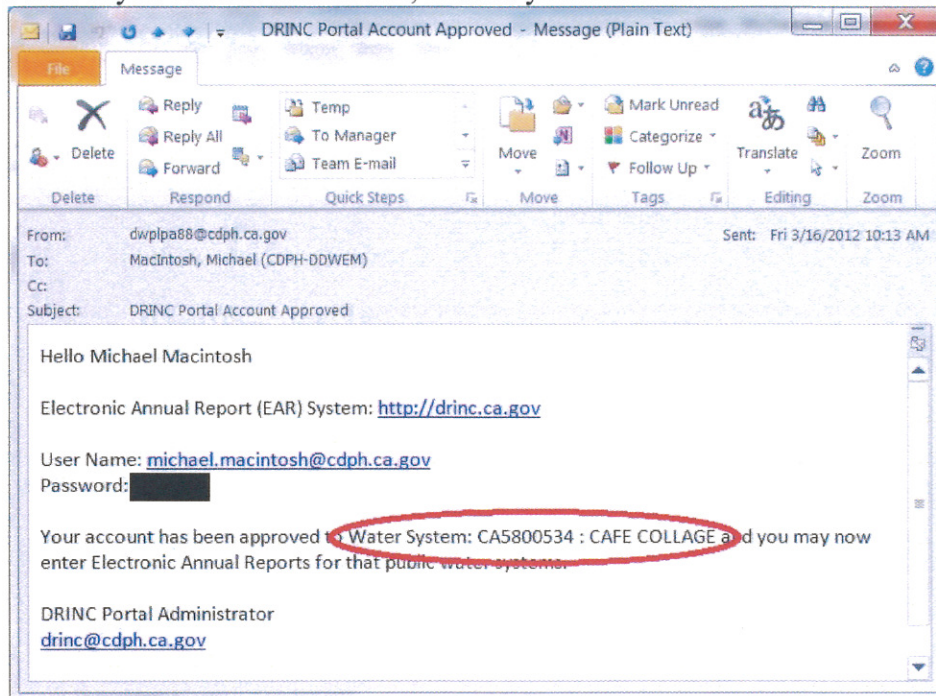 DRINC Portal Account Approved - Message (Plain Text)
File Message
Delete
Reply
Reply All
Forward
Temp
To Manager
Team E-mail
Move
Mark Unread
Categorize
Follow Up
Translate
Zoom
Delete Respond Quick Steps Move Tags Editing Zoom
From: dwplpa88@cdph.ca.gov Sent: Fri 3/16/2012 10:13 AM
To: MacIntosh, Michael (CDPH-DDWEM)
Cc:
Subject: DRINC Portal Account Approved
Hello Michael Macintosh
Electronic Annual Report (EAR) System: http://drinc.ca.gov
User Name: michael.macintosh@cdph.ca.gov
Password:
Your account has been approved to Water System: CA5800534 : CAFE COLLAGE and you may now
enter Electronic Annual Reports for that public water systems.
DRINC Portal Administrator
drinc@cdph.ca.gov